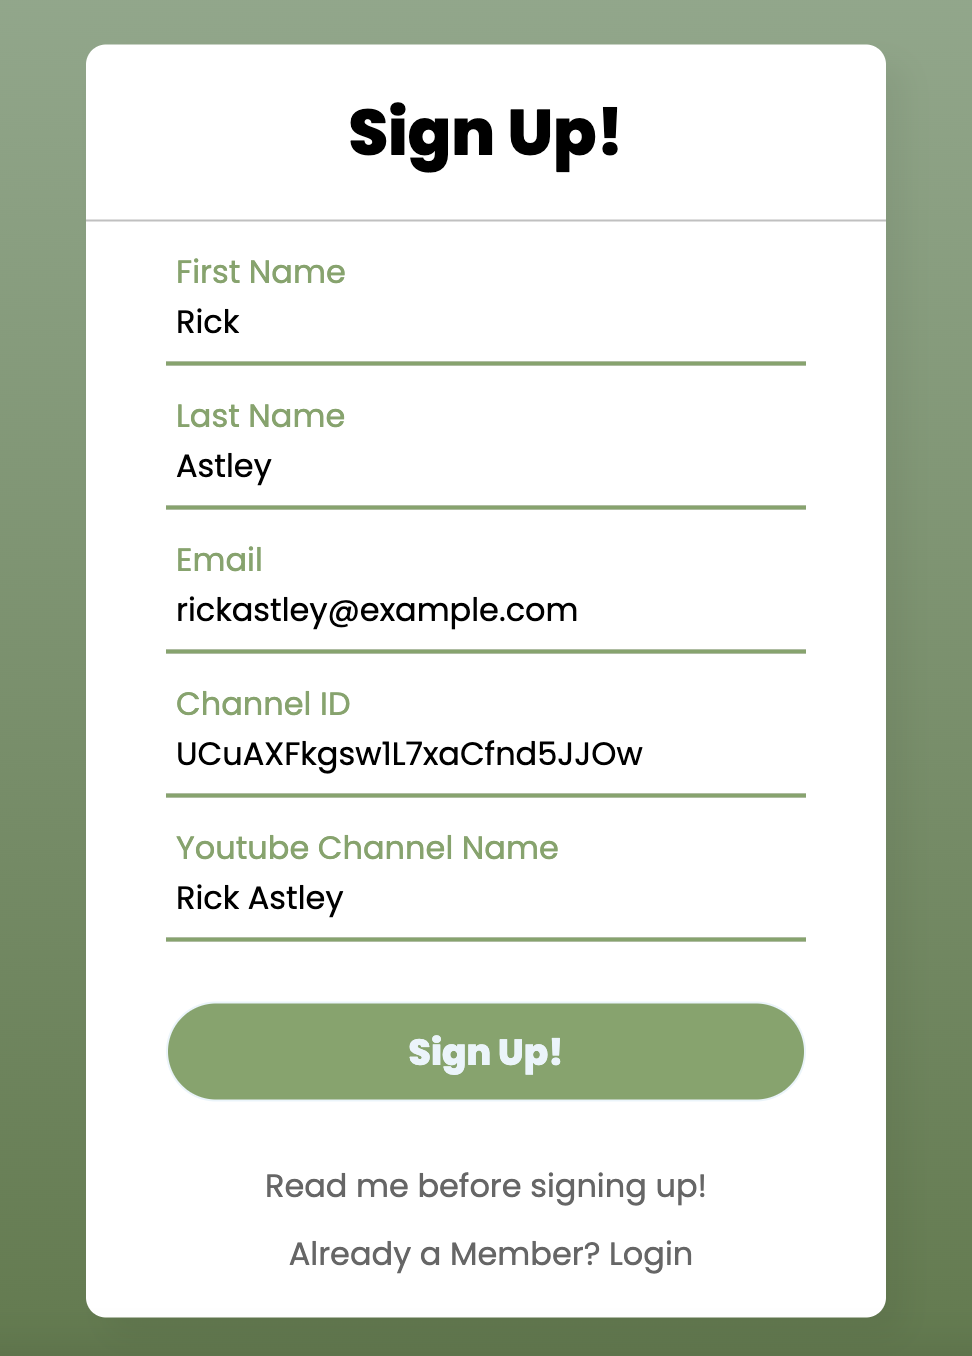 Sign Up!
First Name
Rick
Last Name
Astley
Email
rickastley@example.com
Channel ID
UCuAXFkgsw1L7xaCfnd5JJOw
Youtube Channel Name
Rick Astley
Sign Up!
Read me before signing up!
Already a Member? Login